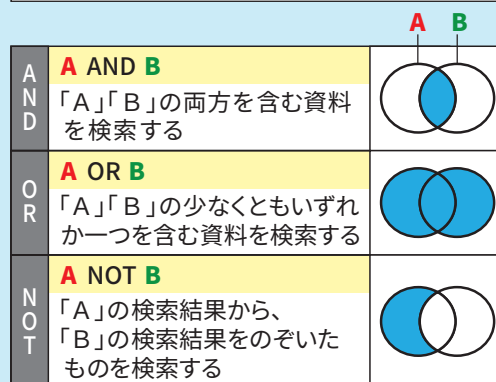 A B
AND
A AND B
「A」「B」の両方を含む資料
を検索する
OR
A OR B
「A」「B」の少なくともいずれ
か一つを含む資料を検索する
NOT
A NOT B
「A」の検索結果から、
「B」の検索結果をのぞいた
ものを検索する